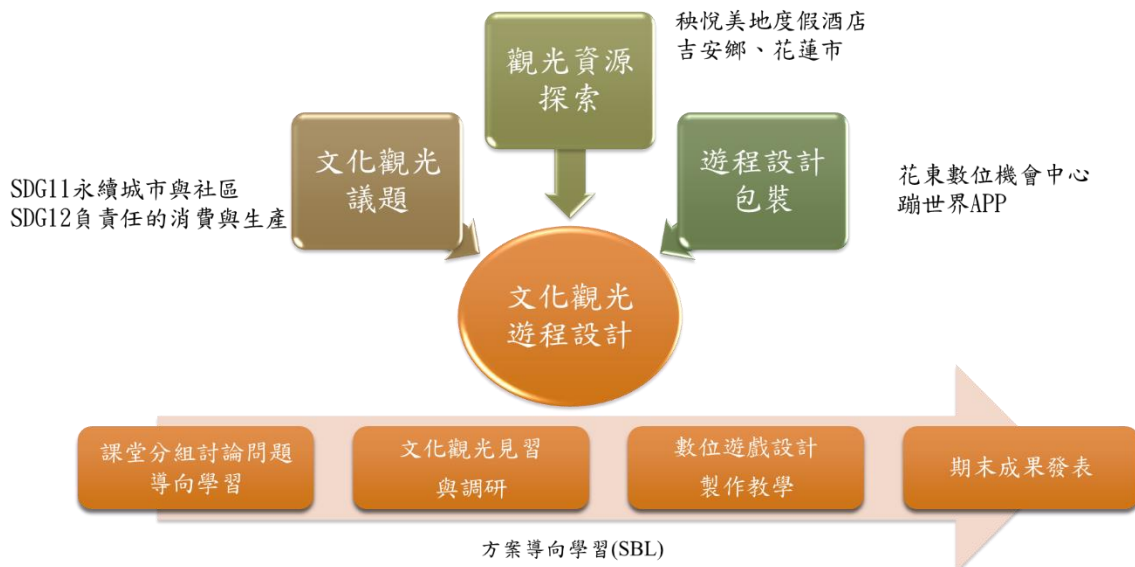 秧悅美地度假酒店
吉安鄉、花蓮市
觀光資源
探索
文化觀光
議題
遊程設計
包裝
SDG11永續城市與社區
SDG12負責任的消費與生產
花東數位機會中心
蹦世界APP
文化觀光
遊程設計
課堂分組討論問題
導向學習
文化觀光見習
與調研
數位遊戲設計
製作教學
期末成果發表
方案導向學習(SBL)